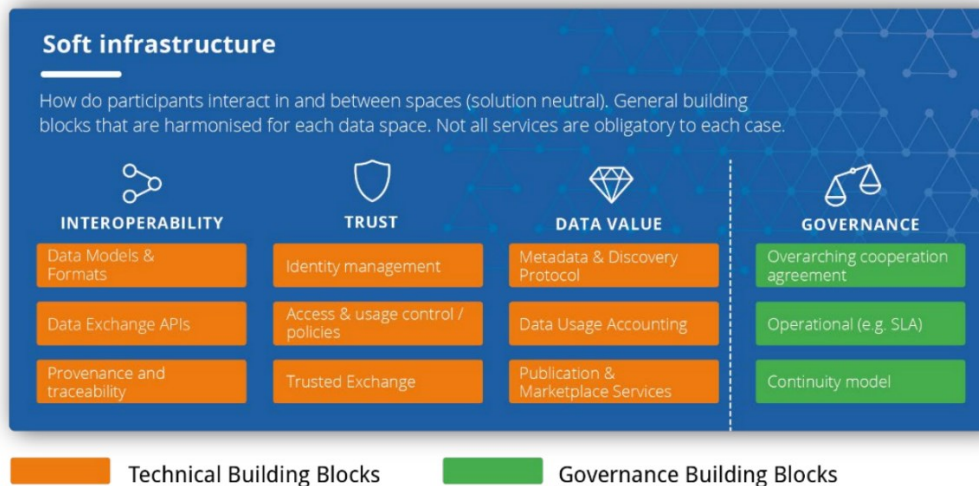 Soft infrastructure
How do participants interact in and between spaces (solution neutral). General building
blocks that are harmonised for each data space. Not all services are obligatory to each case.
INTEROPERABILITY
Data Models &
Formats
Data Exchange APIs
Provenance and
traceability
TRUST
Identity management
Access & usage control /
policies
Trusted Exchange
DATA VALUE
Metadata & Discovery
Protocol
Data Usage Accounting
Publication &
Marketplace Services
GOVERNANCE
Overarching cooperation
agreement
Operational (e.g. SLA)
Continuity model
Technical Building Blocks
Governance Building Blocks